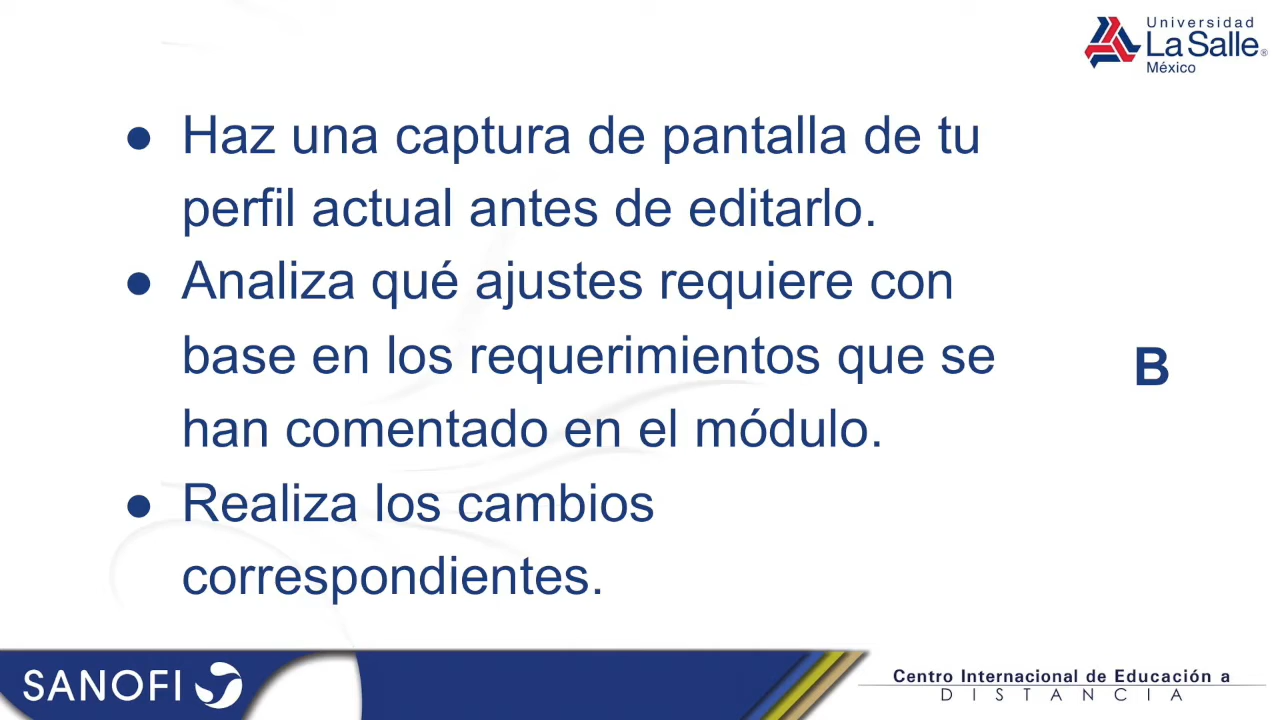 Universidad
La Salle®
México
● Haz una captura de pantalla de tu
perfil actual antes de editarlo.
● Analiza qué ajustes requiere con
base en los requerimientos que se
han comentado en el módulo.
B
● Realiza los cambios
correspondientes.
SANOFI
Centro Internacional de Educación a
DISTANCIA